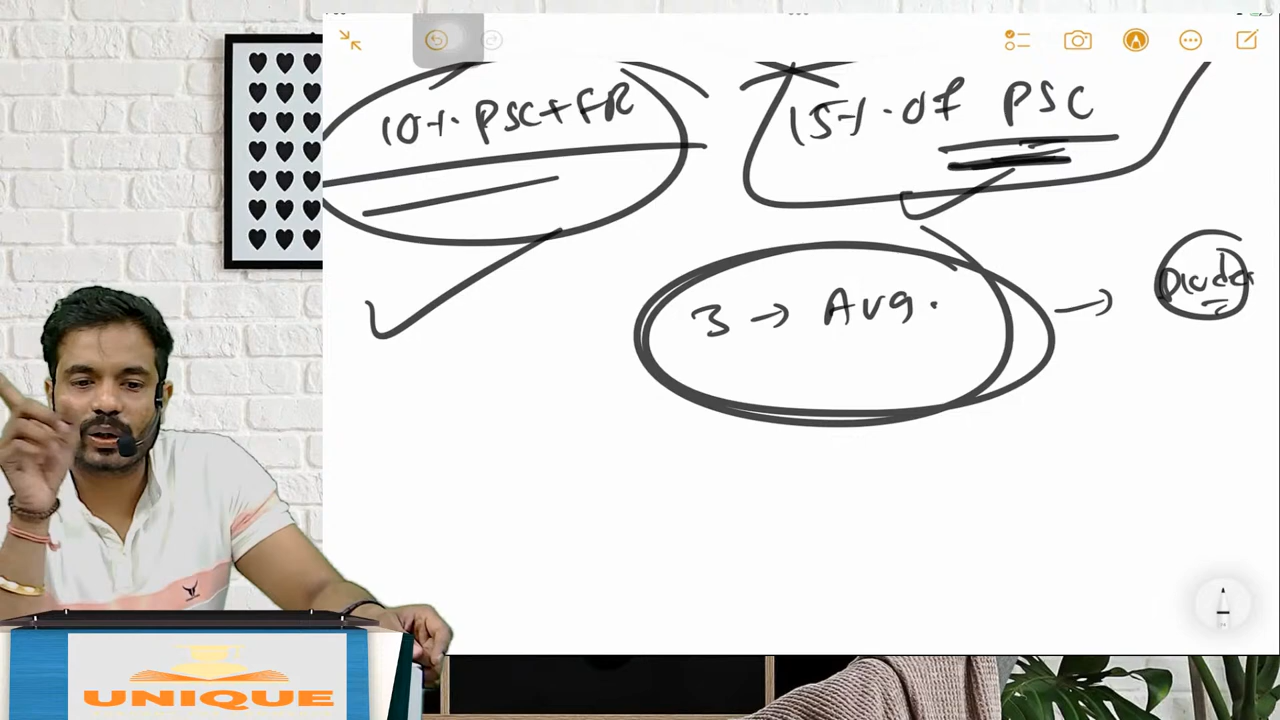 10%. PSC + FR
15% of PSC
3 → Avg.
UNIQUE